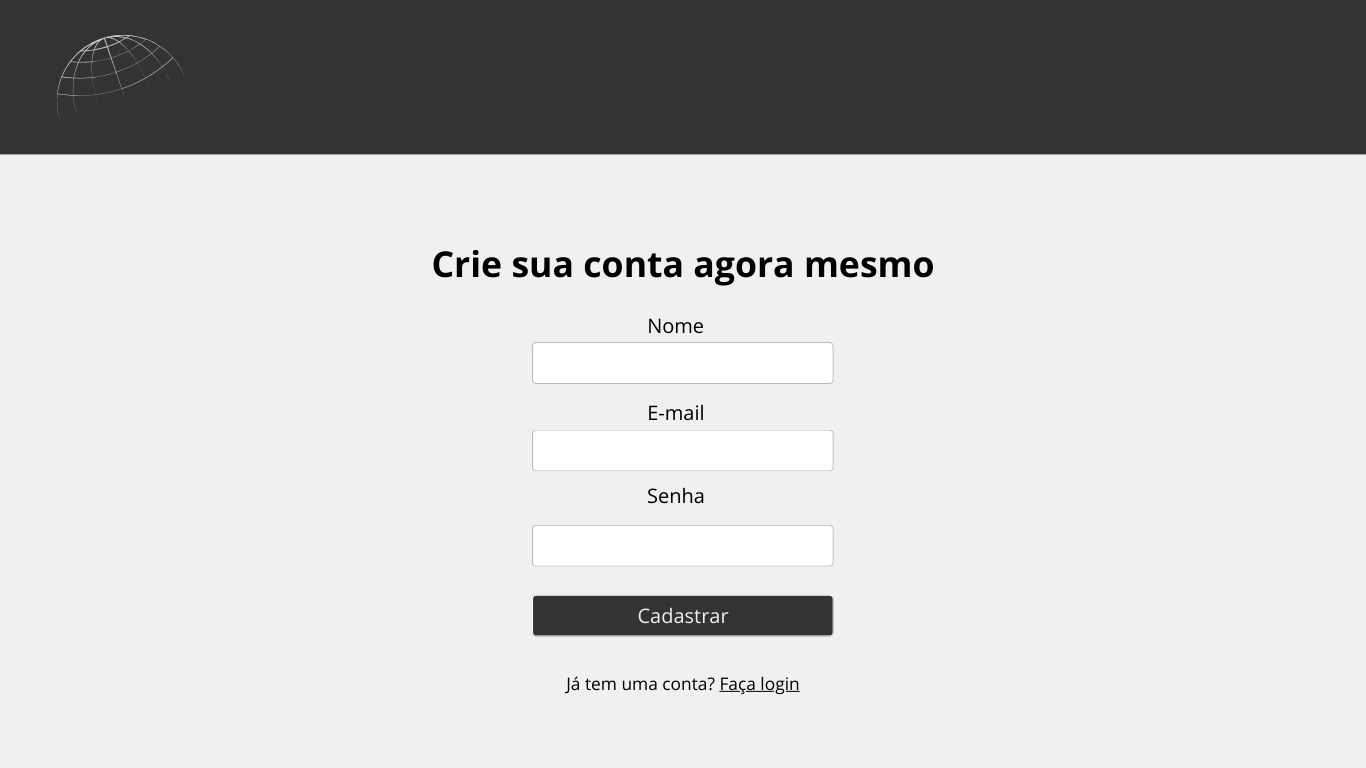 Crie sua conta agora mesmo
Nome
E-mail
Senha
Cadastrar
Já tem uma conta? Faça login